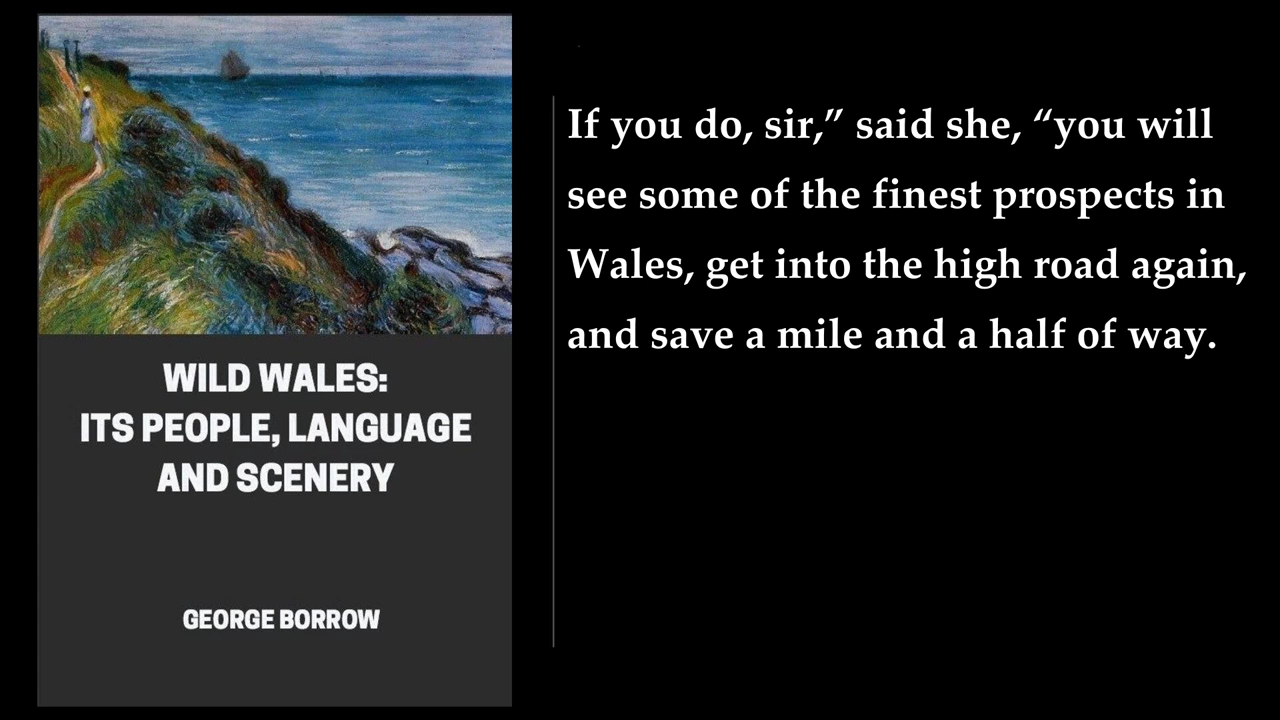 WILD WALES:
ITS PEOPLE, LANGUAGE
AND SCENERY
GEORGE BORROW
If you do, sir,” said she, “you will
see some of the finest prospects in
Wales, get into the high road again,
and save a mile and a half of way.